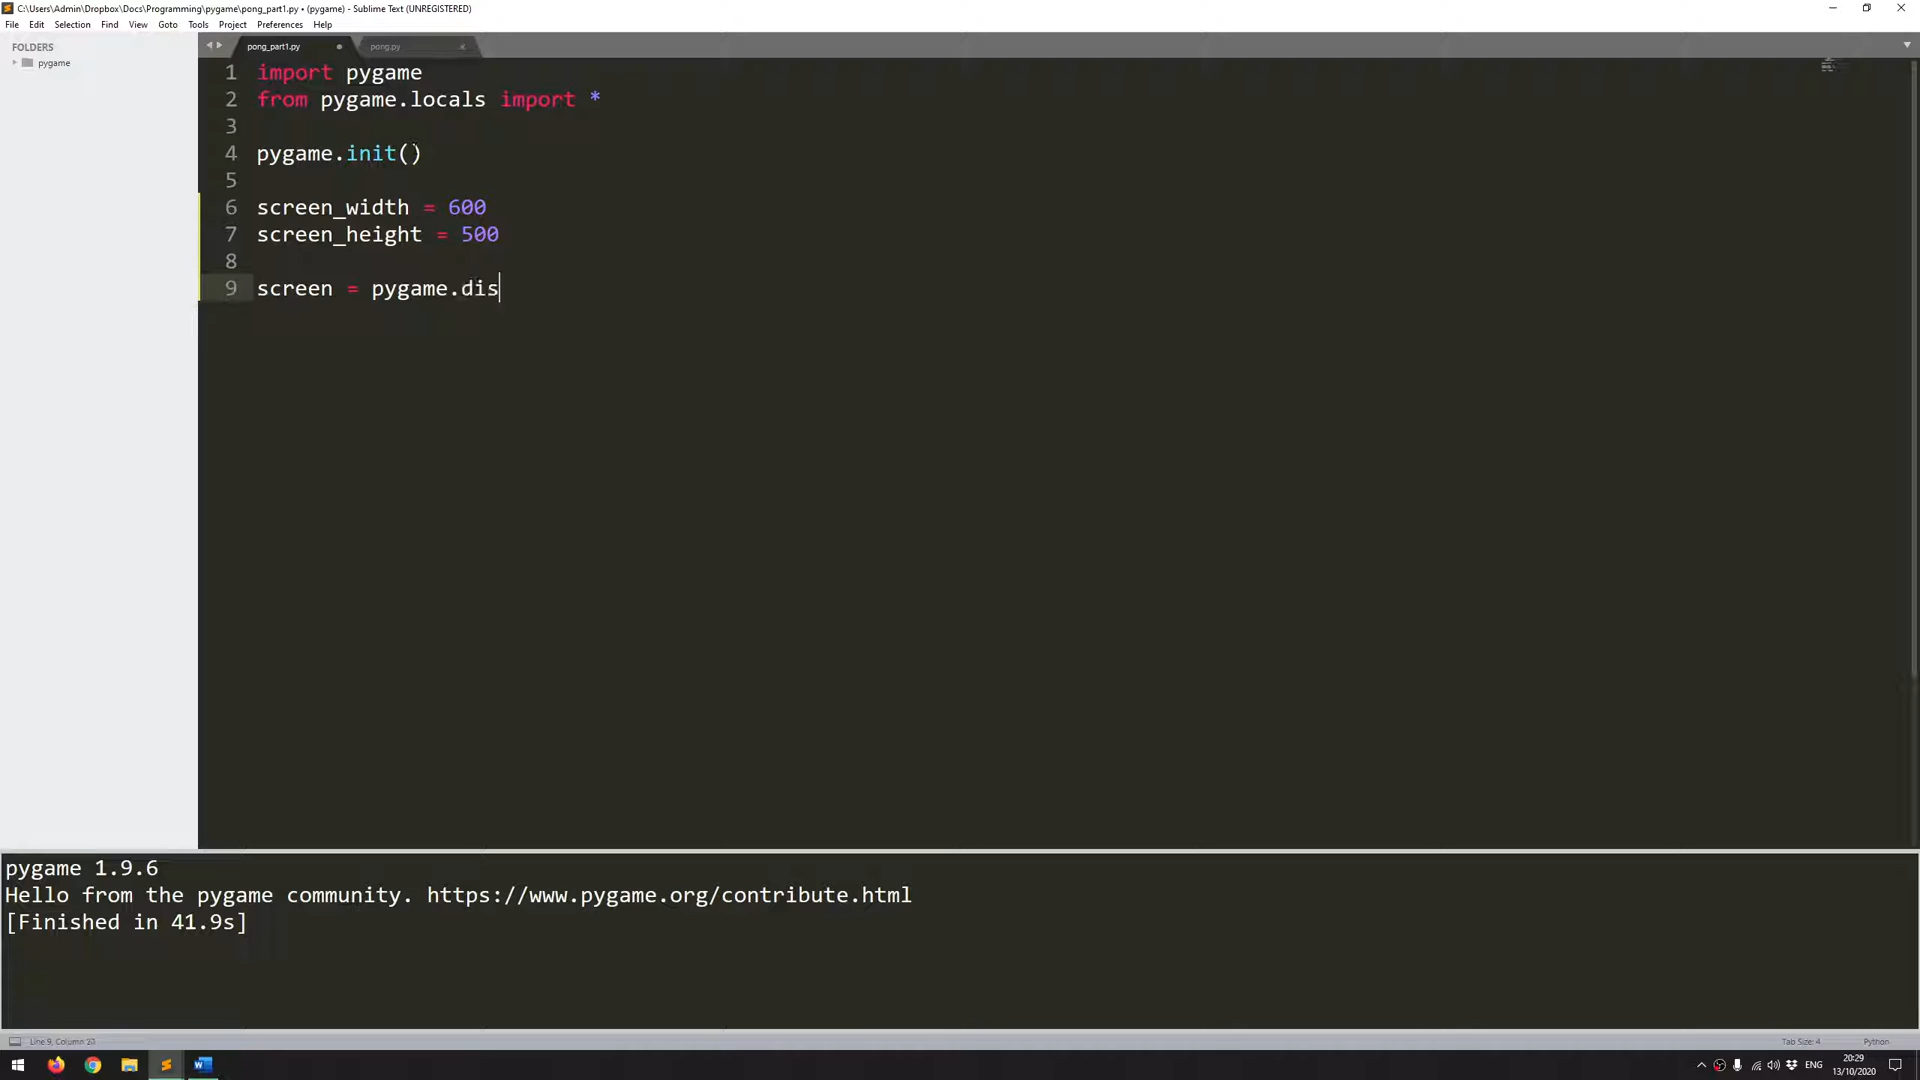 C:\Users\Admin\Dropbox\Docs\Programming\pygame\pong_part1.py • (pygame) - Sublime Text (UNREGISTERED)
File Edit Selection Find View Goto Tools Project Preferences Help
FOLDERS
pygame
pong_part1.py pong.py
1 import pygame
2 from pygame.locals import *
3
4 pygame.init()
5
6 screen_width = 600
7 screen_height = 500
8
9 screen = pygame.dis
pygame 1.9.6
Hello from the pygame community. https://www.pygame.org/contribute.html
[Finished in 41.9s]
Line 9, Column 20 Tab Size: 4 Python
ENG 20:29
13/10/2020